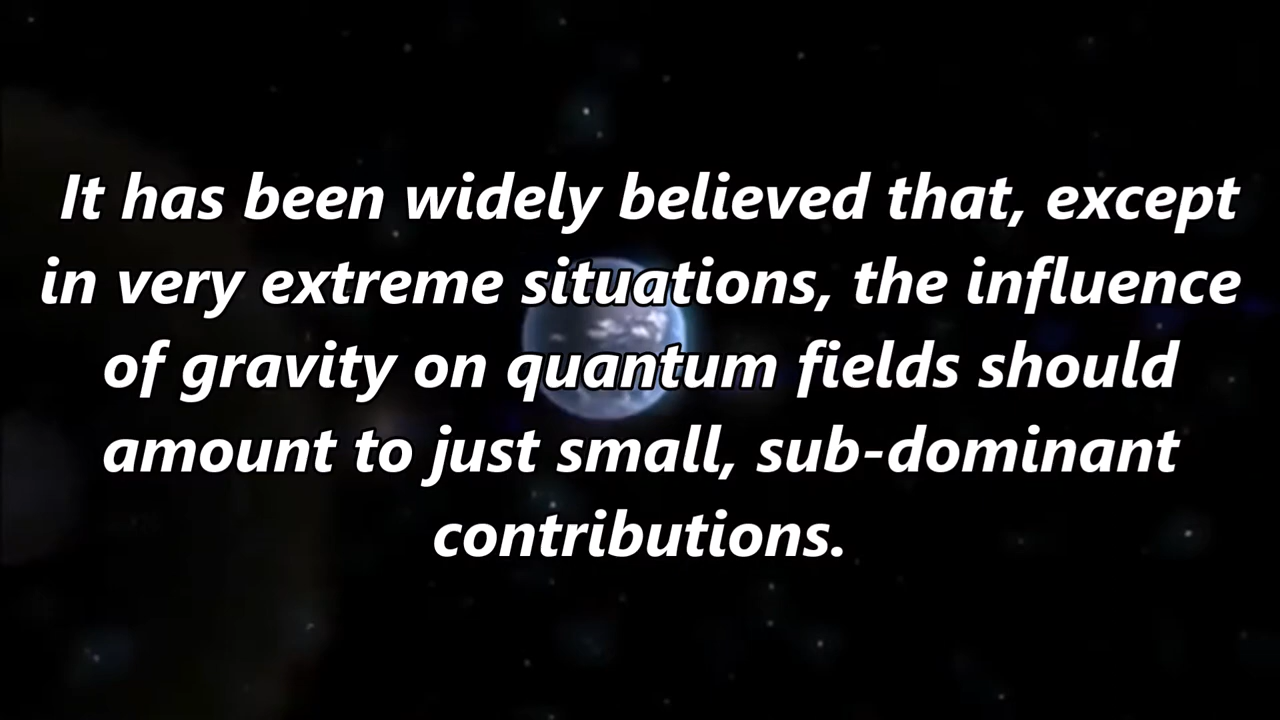 It has been widely believed that, except
in very extreme situations, the influence
of gravity on quantum fields should
amount to just small, sub-dominant
contributions.